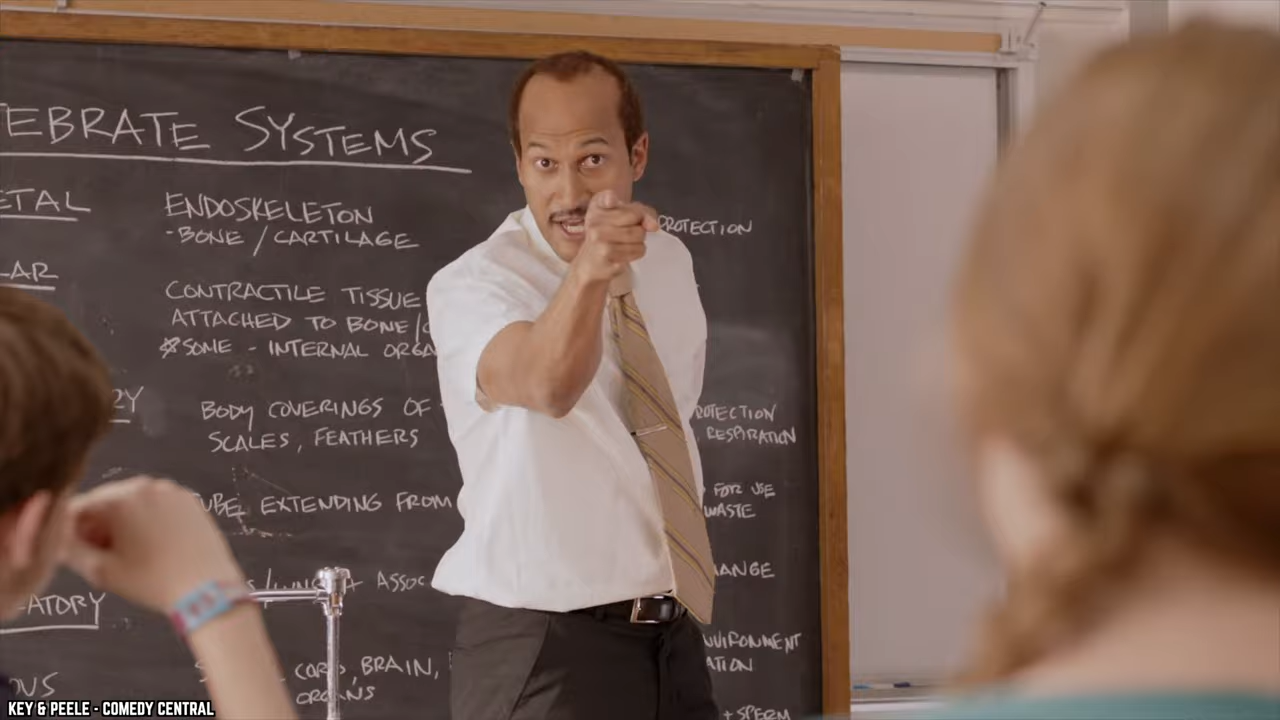 EBRATE SYSTEMS
ETAL
ENDOSKELETON
-BONE / CARTILAGE
PROTECTION
LAR
CONTRACTILE TISSUE
ATTACHED TO BONE/
*SOME - INTERNAL ORGA
RY
BODY COVERINGS OF
SCALES, FEATHERS
ROTECTION
, RESPIRATION
UBE EXTENDING FROM
FOR USE
WASTE
ASSOC
ANGE
ATORY
NVIRONMENT
ATION
CORD, BRAIN,
ORGANS
OUS
+SPERM
KEY & PEELE - COMEDY CENTRAL